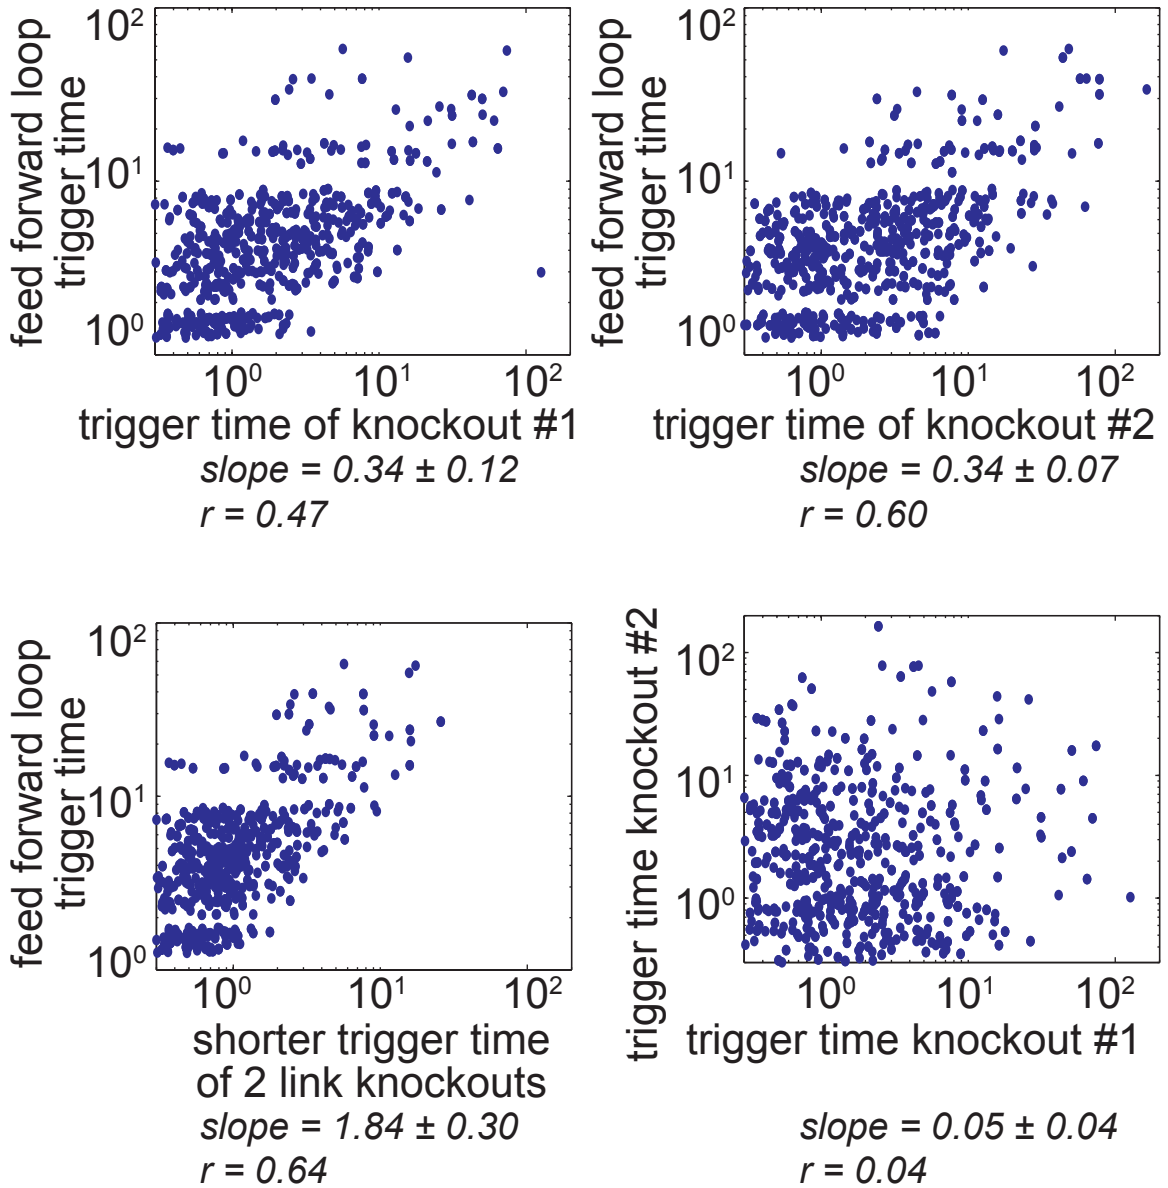 feed forward loop
trigger time
10²
10¹
10⁰
10⁰ 10¹ 10²
trigger time of knockout #1
slope = 0.34 ± 0.12
r = 0.47
feed forward loop
trigger time
10²
10¹
10⁰
10⁰ 10¹ 10²
trigger time of knockout #2
slope = 0.34 ± 0.07
r = 0.60
feed forward loop
trigger time
10²
10¹
10⁰
10⁰ 10¹ 10²
shorter trigger time
of 2 link knockouts
slope = 1.84 ± 0.30
r = 0.64
trigger time knockout #2
10²
10¹
10⁰
10⁰ 10¹ 10²
trigger time knockout #1
slope = 0.05 ± 0.04
r = 0.04